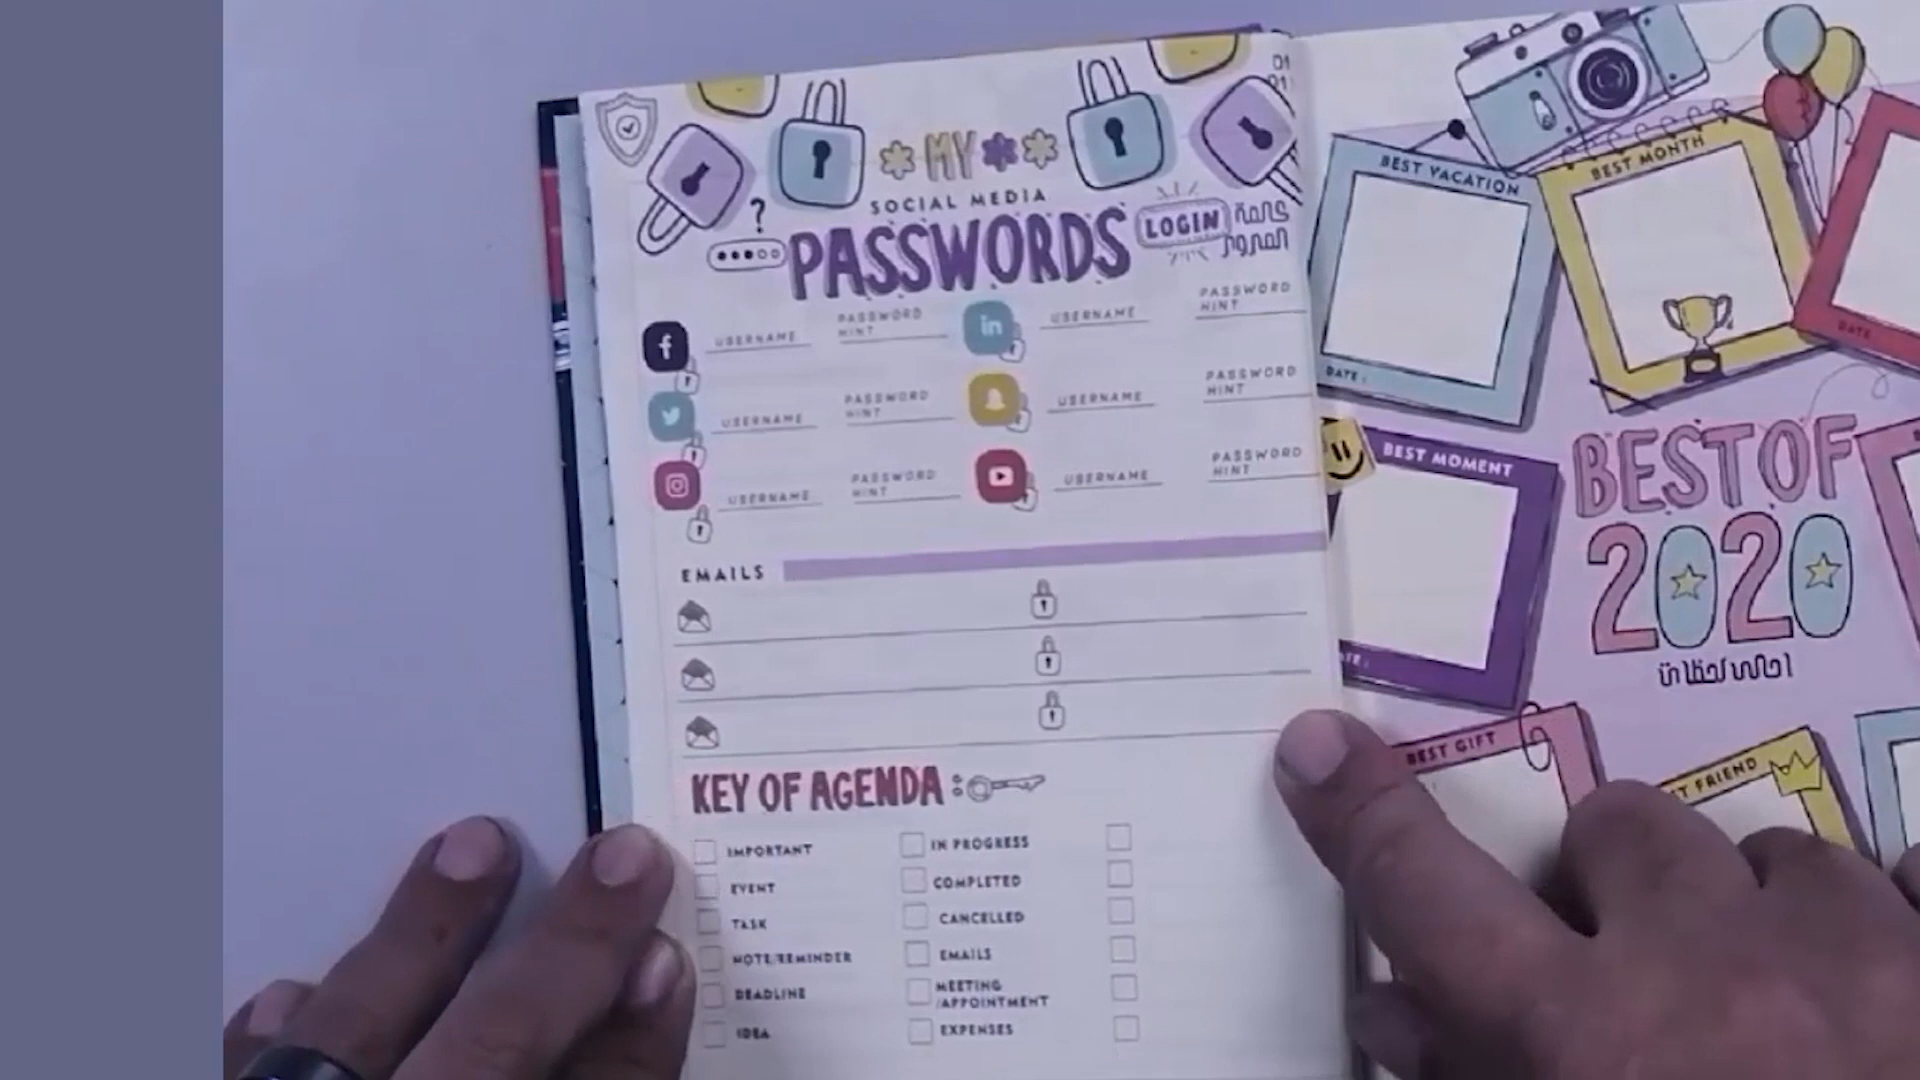 MY
SOCIAL MEDIA
PASSWORDS
LOGIN
كلمة
المرور
USERNAME
PASSWORD
HINT
USERNAME
PASSWORD
HINT
USERNAME
PASSWORD
HINT
USERNAME
PASSWORD
HINT
USERNAME
PASSWORD
HINT
USERNAME
PASSWORD
HINT
EMAILS
KEY OF AGENDA
IMPORTANT
EVENT
TASK
NOTE/REMINDER
DEADLINE
IDEA
IN PROGRESS
COMPLETED
CANCELLED
EMAILS
MEETING
/APPOINTMENT
EXPENSES
BEST VACATION
DATE :
BEST MONTH
DATE
BEST MOMENT
BEST OF
2020
احلى لحظات
BEST GIFT
FRIEND